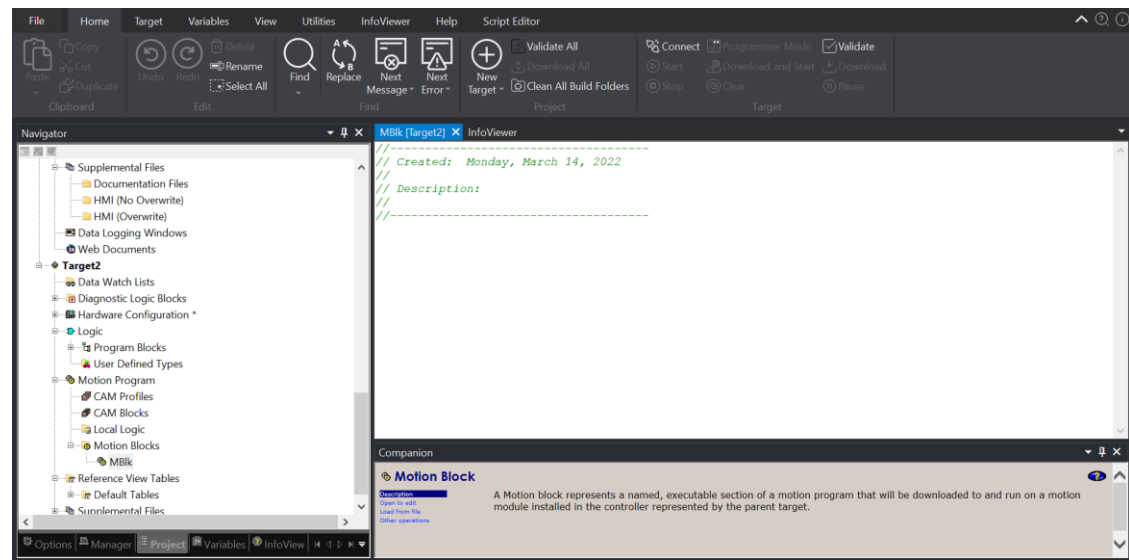 File Home Target Variables View Utilities InfoViewer Help Script Editor
Paste
Copy
Cut
Duplicate
Clipboard
Undo
Redo
Delete
Rename
Select All
Edit
Find
Replace
Next Message
Next Error
Find
New Target
Validate All
Download All
Clean All Build Folders
Project
Connect Programmer Mode Validate
Start Download and Start Download
Stop Clear Pause
Target
Navigator
Supplemental Files
Documentation Files
HMI (No Overwrite)
HMI (Overwrite)
Data Logging Windows
Web Documents
Target2
Data Watch Lists
Diagnostic Logic Blocks
Hardware Configuration *
Logic
Program Blocks
User Defined Types
Motion Program
CAM Profiles
CAM Blocks
Local Logic
Motion Blocks
MBlk
Reference View Tables
Default Tables
Supplemental Files
Options Manager Project Variables InfoView
MBlk [Target2] InfoViewer
//-------------------------------------
// Created: Monday, March 14, 2022
//
// Description:
//
//-------------------------------------
Companion
Motion Block
Description
Open to edit
Load from file
Other operations
A Motion block represents a named, executable section of a motion program that will be downloaded to and run on a motion
module installed in the controller represented by the parent target.